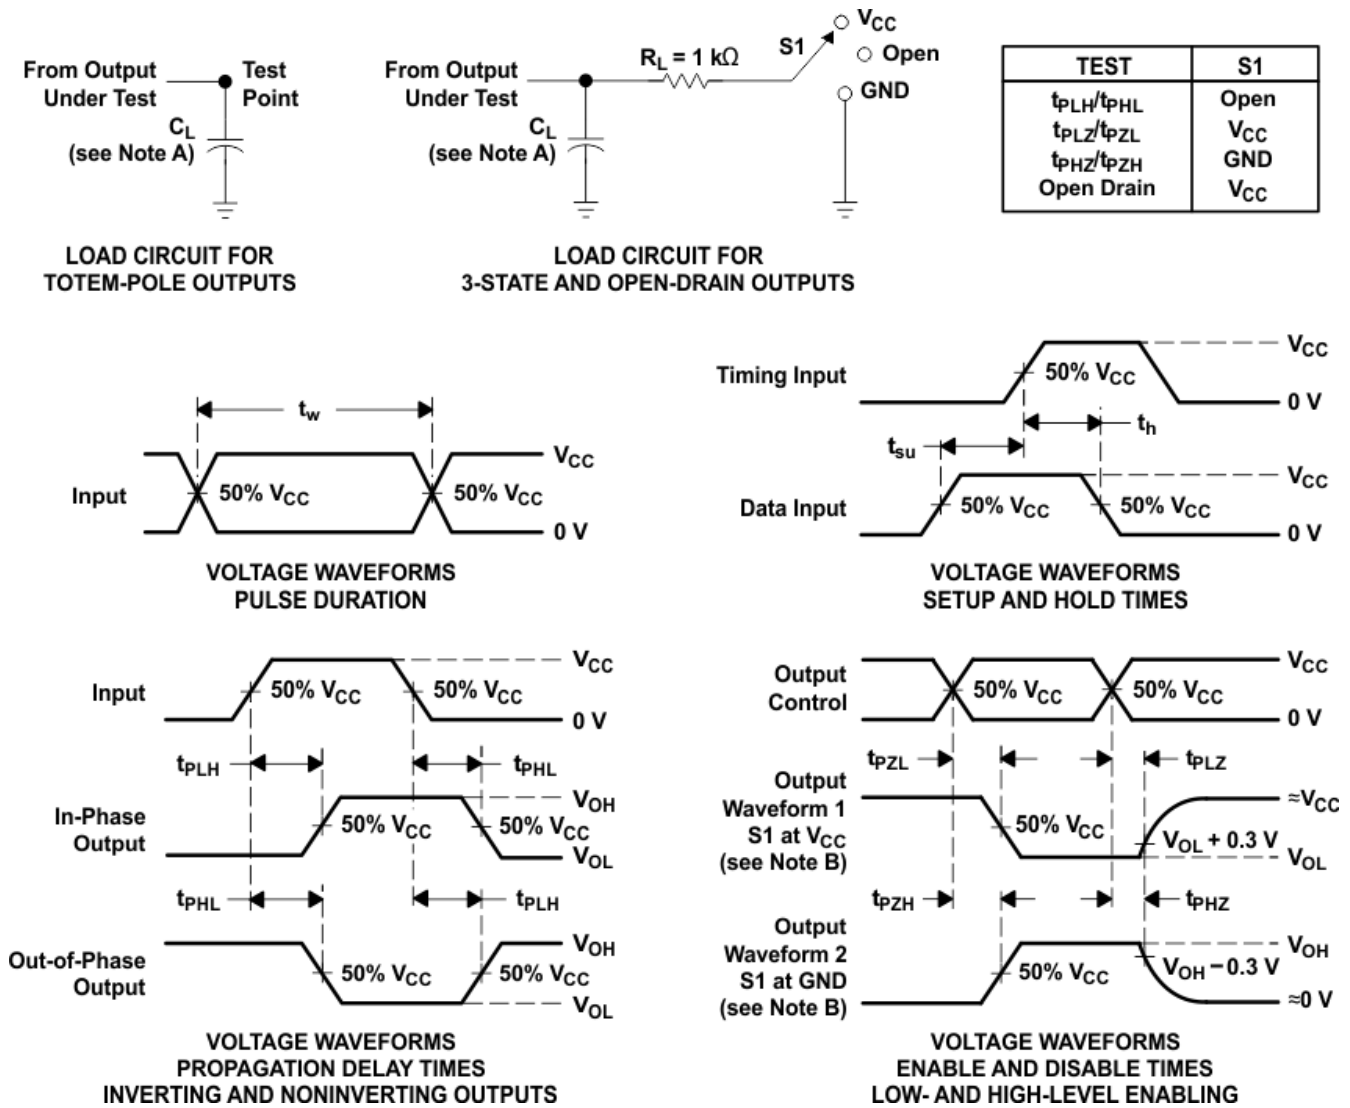 From Output
Under Test
Test
Point
CL
(see Note A)
LOAD CIRCUIT FOR
TOTEM-POLE OUTPUTS
From Output
Under Test
CL
(see Note A)
RL = 1 kΩ
S1
VCC
Open
GND
LOAD CIRCUIT FOR
3-STATE AND OPEN-DRAIN OUTPUTS
TEST S1
tPLH/tPHL Open
tPLZ/tPZL VCC
tPHZ/tPZH GND
Open Drain VCC
tw
Input
50% VCC
50% VCC
VCC
0 V
VOLTAGE WAVEFORMS
PULSE DURATION
Timing Input
50% VCC
VCC
0 V
tsu
th
Data Input
50% VCC
50% VCC
VCC
0 V
VOLTAGE WAVEFORMS
SETUP AND HOLD TIMES
Input
50% VCC
50% VCC
VCC
0 V
tPLH
tPHL
In-Phase
Output
50% VCC
50% VCC
VOH
VOL
tPHL
tPLH
Out-of-Phase
Output
50% VCC
50% VCC
VOH
VOL
VOLTAGE WAVEFORMS
PROPAGATION DELAY TIMES
INVERTING AND NONINVERTING OUTPUTS
Output
Control
50% VCC
50% VCC
VCC
0 V
tPZL
tPLZ
Output
Waveform 1
S1 at VCC
(see Note B)
50% VCC
VOL + 0.3 V
≈VCC
VOL
tPZH
tPHZ
Output
Waveform 2
S1 at GND
(see Note B)
50% VCC
VOH − 0.3 V
VOH
≈0 V
VOLTAGE WAVEFORMS
ENABLE AND DISABLE TIMES
LOW- AND HIGH-LEVEL ENABLING